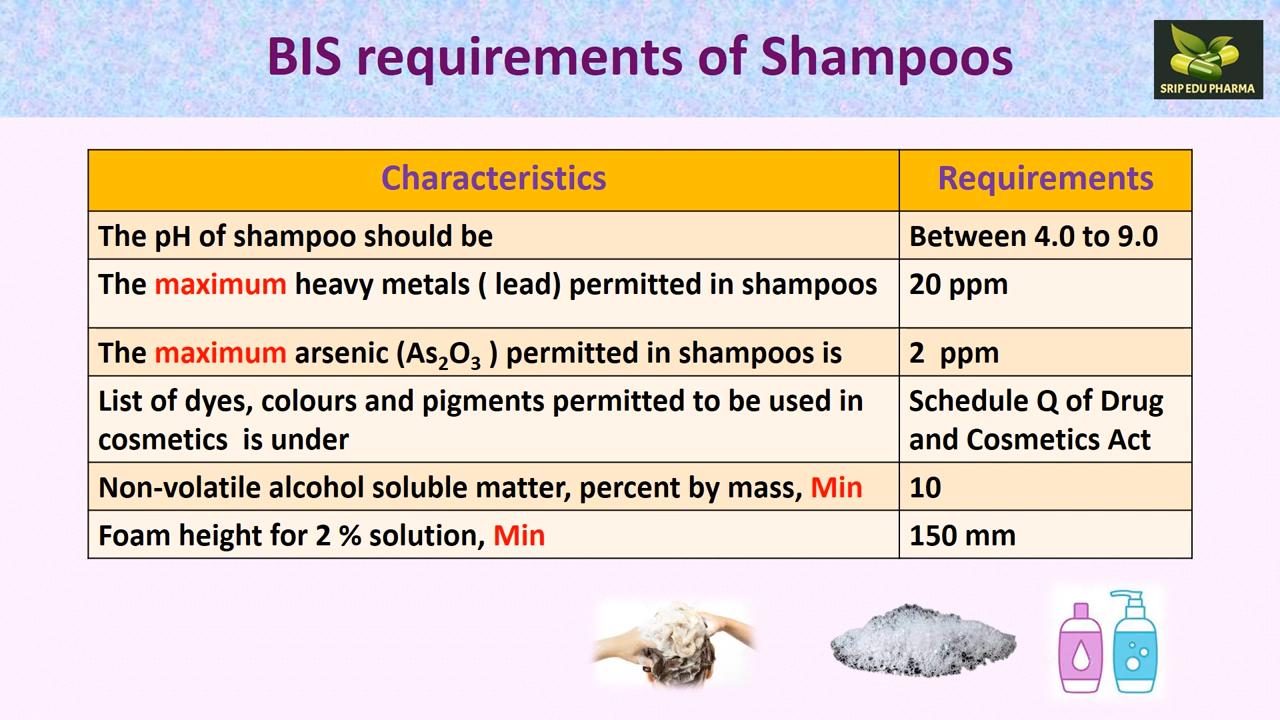 BIS requirements of Shampoos
SRIP EDU PHARMA
Characteristics
Requirements
The pH of shampoo should be
Between 4.0 to 9.0
The maximum heavy metals ( lead) permitted in shampoos
20 ppm
The maximum arsenic (As₂O₃ ) permitted in shampoos is
2 ppm
List of dyes, colours and pigments permitted to be used in
cosmetics is under
Schedule Q of Drug
and Cosmetics Act
Non-volatile alcohol soluble matter, percent by mass, Min
10
Foam height for 2 % solution, Min
150 mm